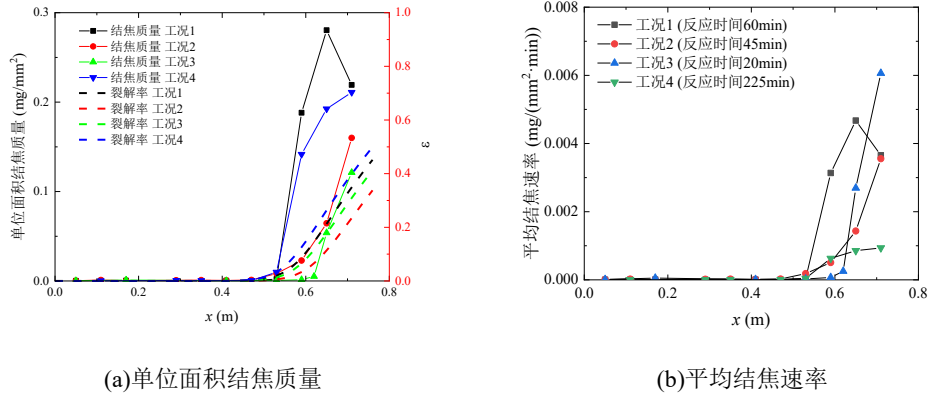 结焦质量 工况1
结焦质量 工况2
结焦质量 工况3
结焦质量 工况4
裂解率 工况1
裂解率 工况2
裂解率 工况3
裂解率 工况4
单位面积结焦质量 (mg/mm²)
0.3
0.2
0.1
0.0
1.0
0.8
0.6
0.4
0.2
0.0
ε
0.0 0.2 0.4 0.6 0.8
x (m)
(a)单位面积结焦质量
工况1 (反应时间60min)
工况2 (反应时间45min)
工况3 (反应时间20min)
工况4 (反应时间225min)
平均结焦速率 (mg/(mm²·min))
0.008
0.006
0.004
0.002
0.000
0.0 0.2 0.4 0.6 0.8
x (m)
(b)平均结焦速率